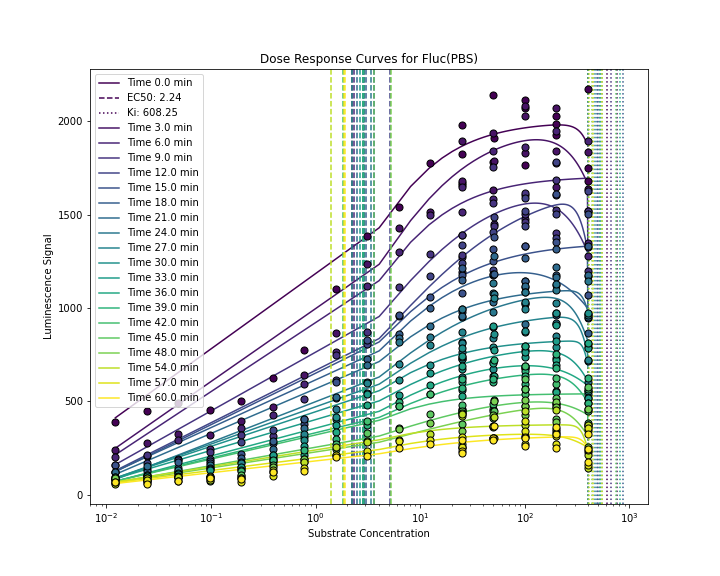 Dose Response Curves for Fluc(PBS)
Luminescence Signal
2000
1500
1000
500
0
Time 0.0 min
EC50: 2.24
Ki: 608.25
Time 3.0 min
Time 6.0 min
Time 9.0 min
Time 12.0 min
Time 15.0 min
Time 18.0 min
Time 21.0 min
Time 24.0 min
Time 27.0 min
Time 30.0 min
Time 33.0 min
Time 36.0 min
Time 39.0 min
Time 42.0 min
Time 45.0 min
Time 48.0 min
Time 54.0 min
Time 57.0 min
Time 60.0 min
10⁻² 10⁻¹ 10⁰ 10¹ 10² 10³
Substrate Concentration